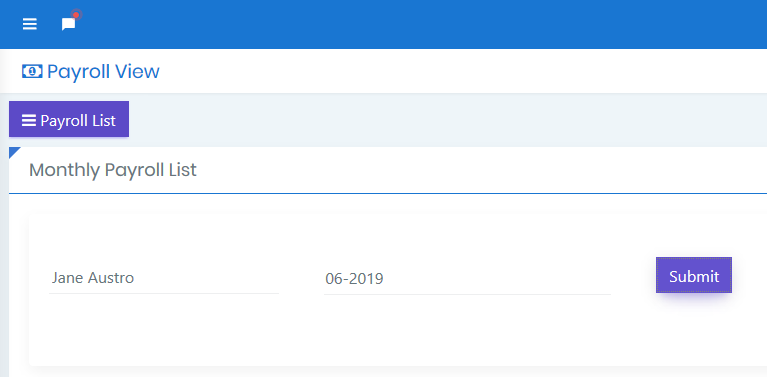 Payroll View
Payroll List
Monthly Payroll List
Jane Austro
06-2019
Submit